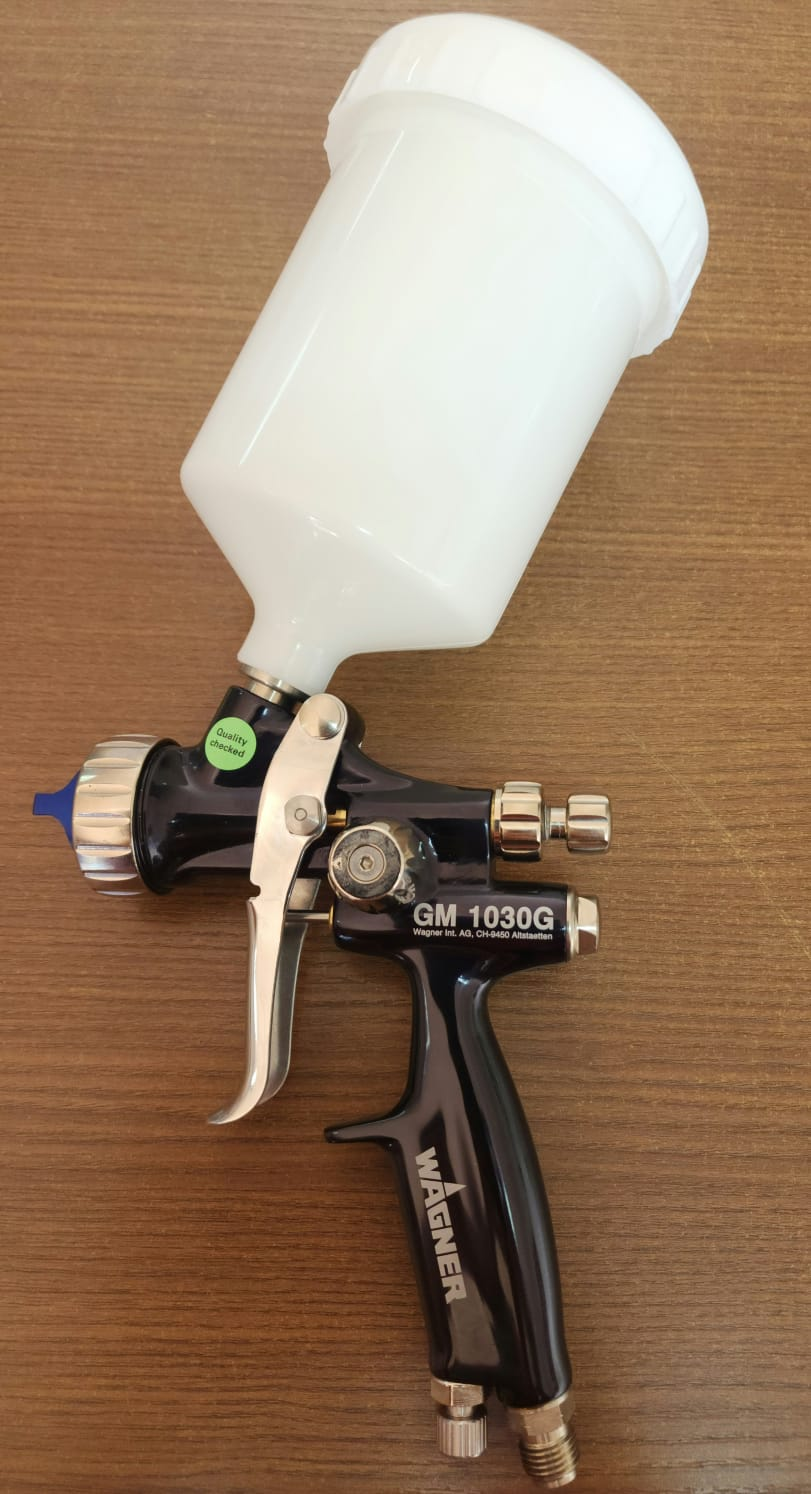 Quality
checked
GM 1030G
Wagner Int. AG, CH-9450 Altstaetten
WAGNER